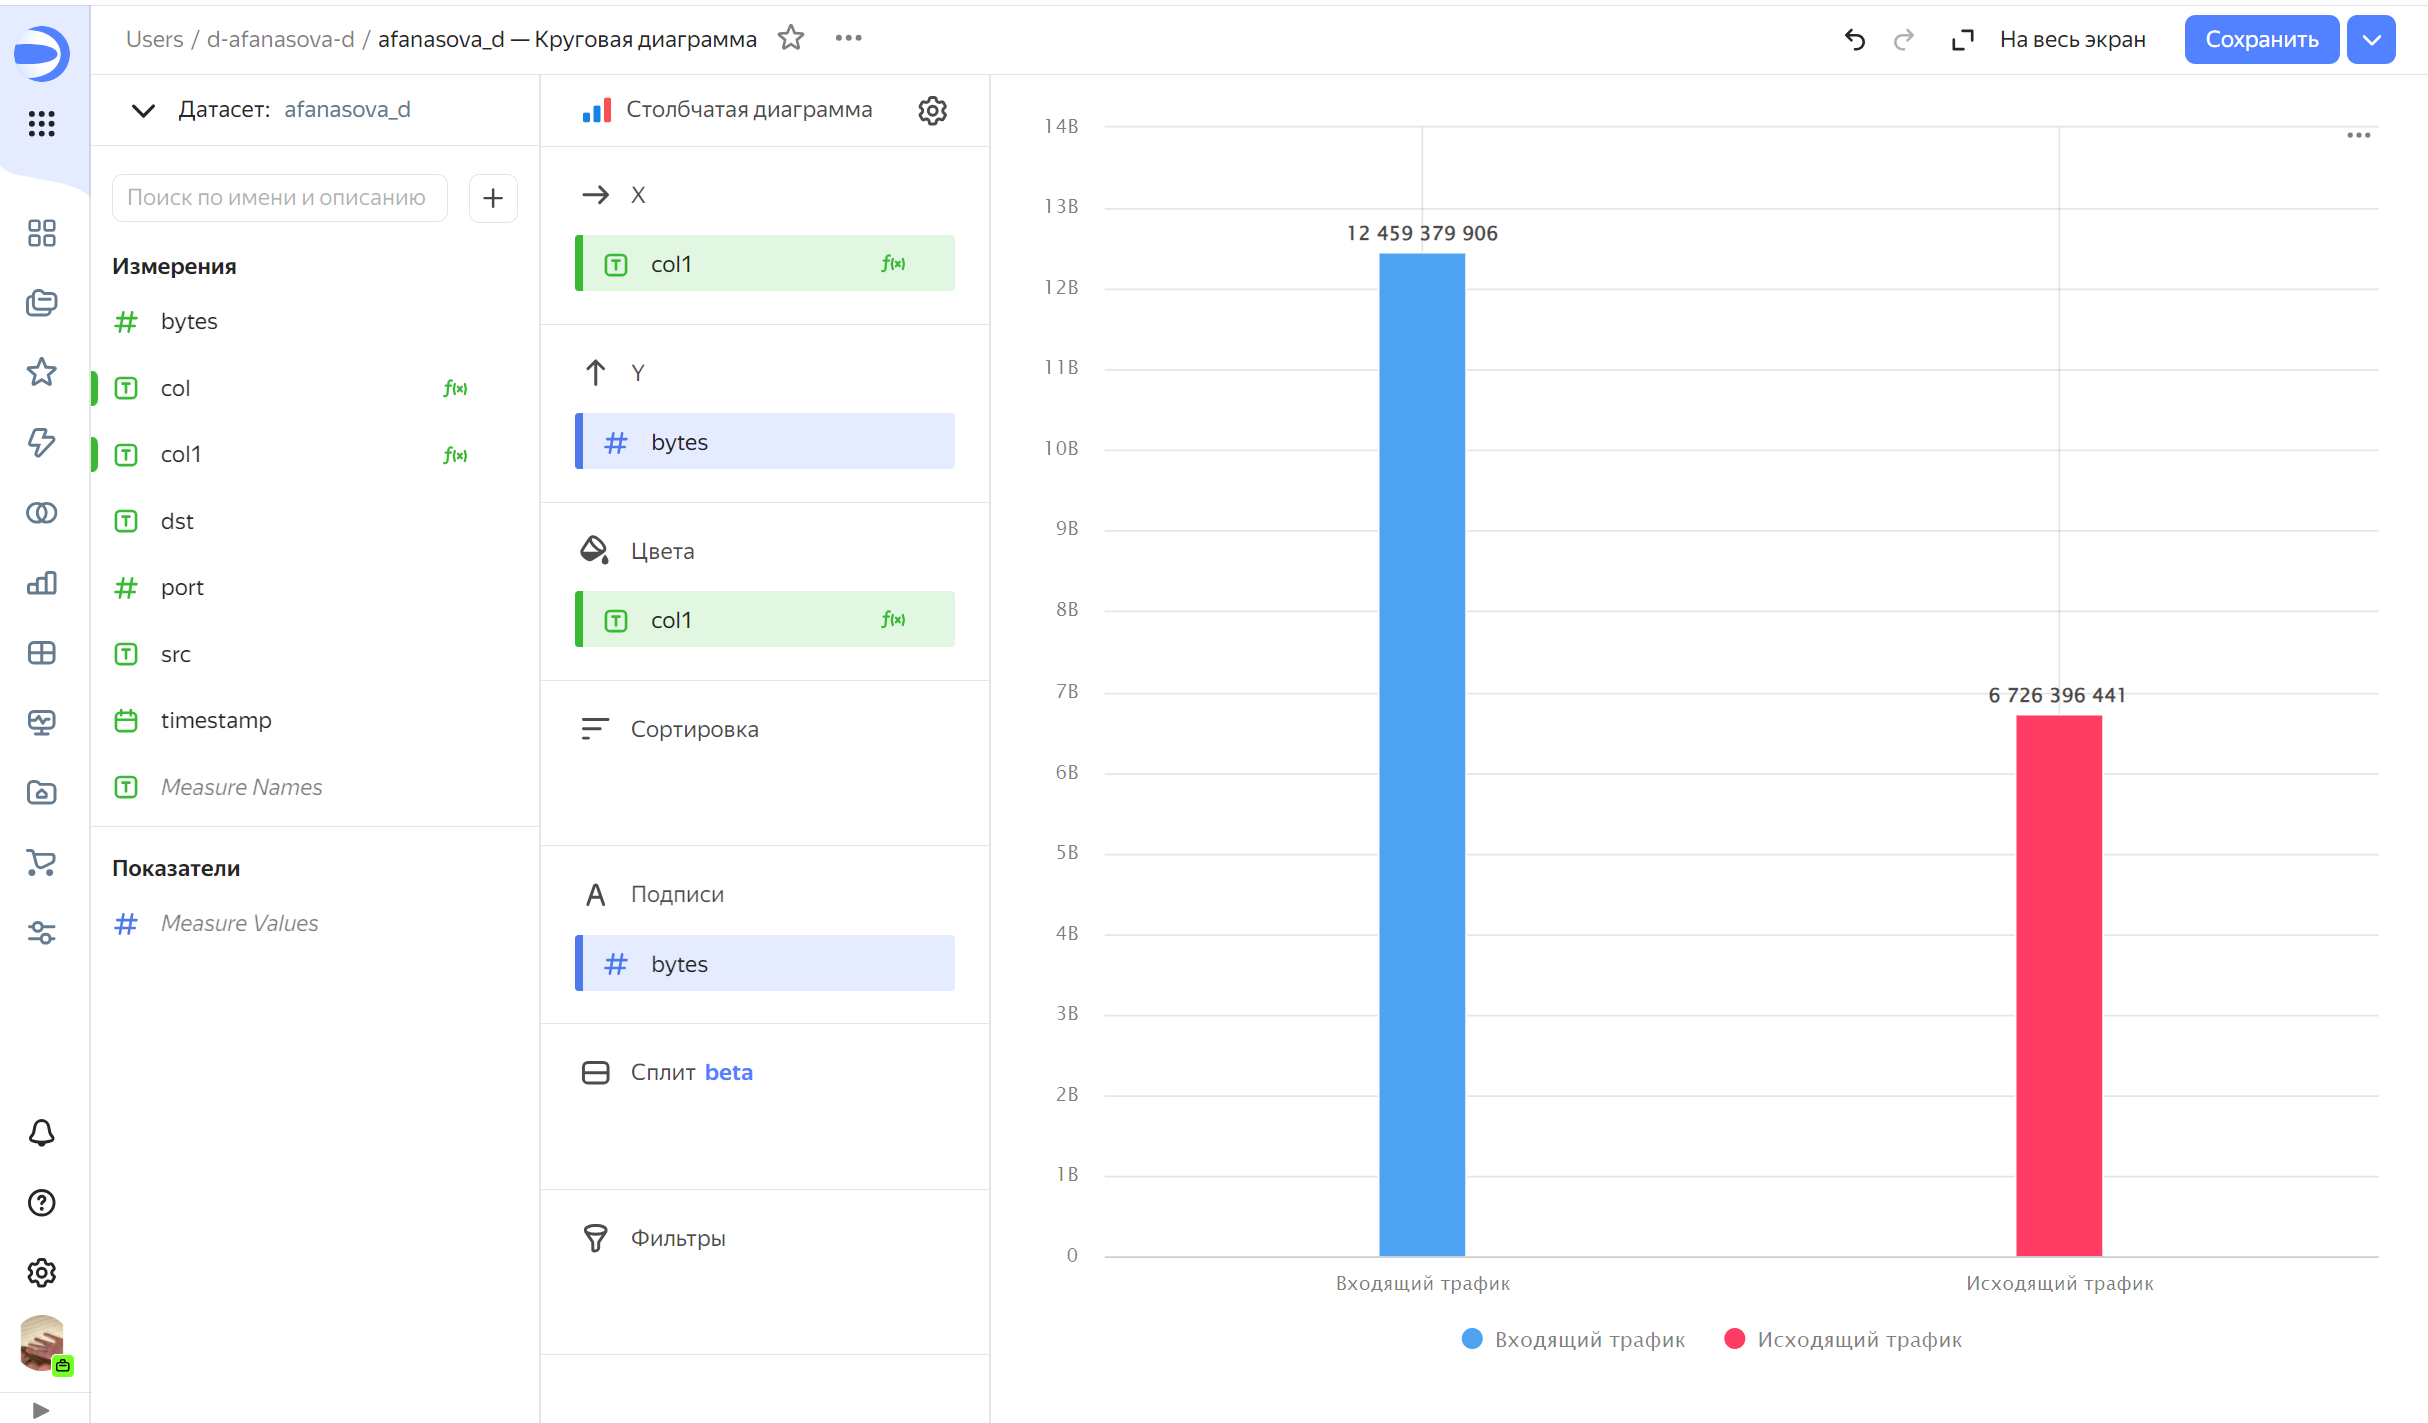 Users / d-afanasova-d / afanasova_d — Круговая диаграмма
На весь экран
Сохранить
Датасет: afanasova_d
Поиск по имени и описанию
Измерения
bytes
col
col1
dst
port
src
timestamp
Measure Names
Показатели
Measure Values
Столбчатая диаграмма
X
col1
Y
bytes
Цвета
col1
Сортировка
Подписи
bytes
Сплит beta
Фильтры
14B
13B
12B
11B
10B
9B
8B
7B
6B
5B
4B
3B
2B
1B
0
12 459 379 906
6 726 396 441
Входящий трафик
Исходящий трафик
Входящий трафик
Исходящий трафик